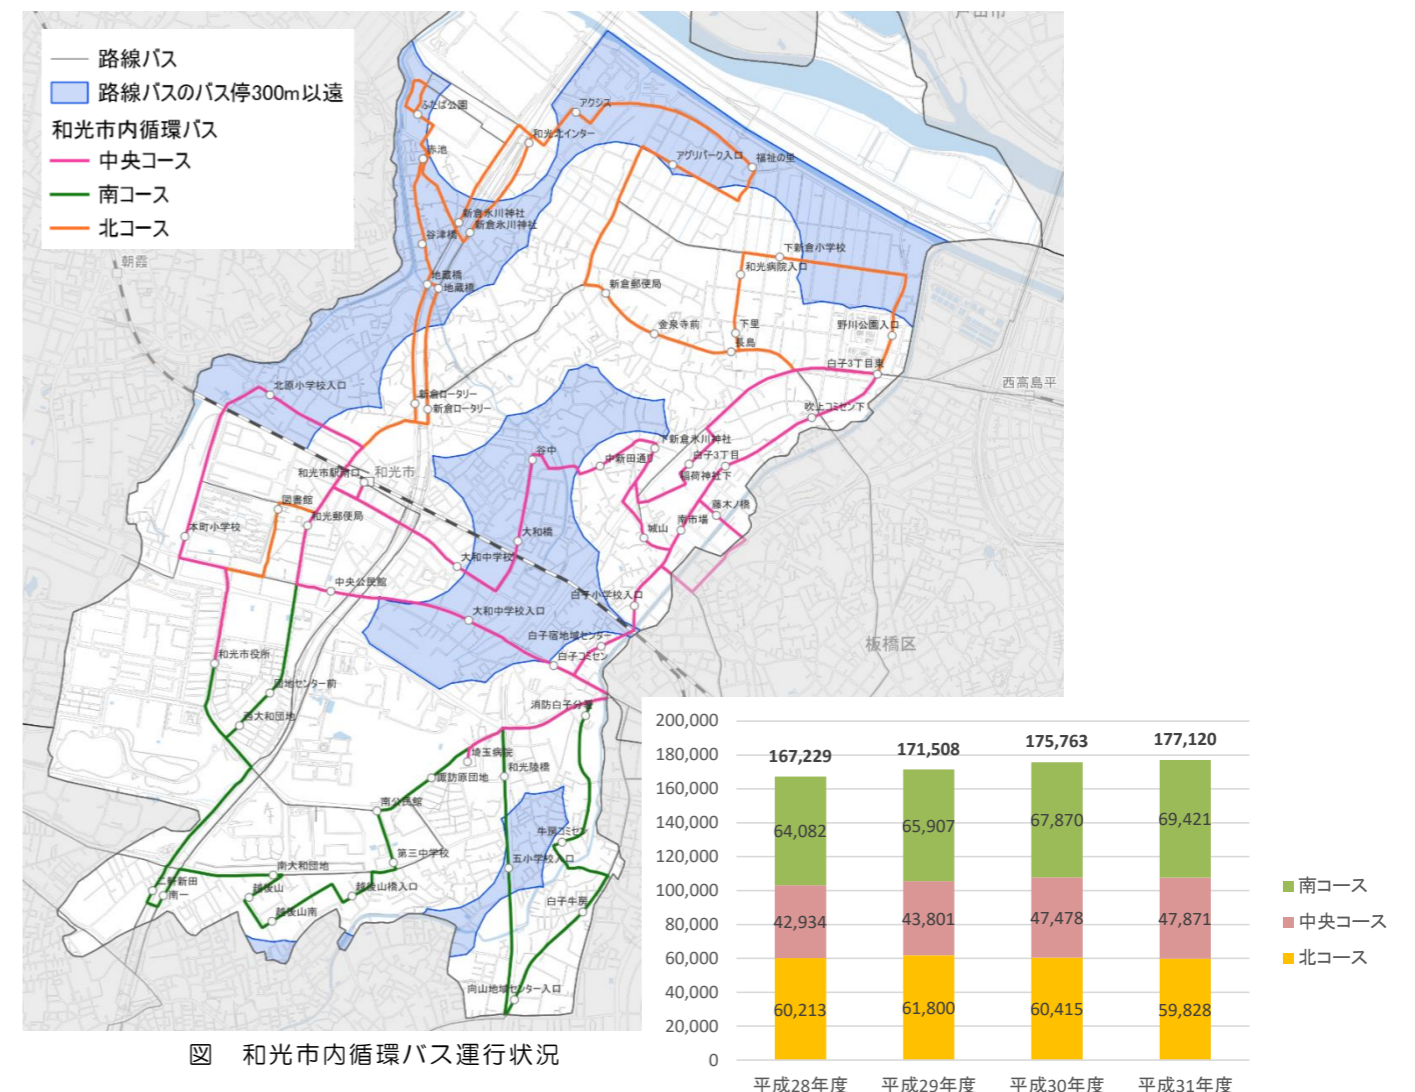 戸田市
路線バス
路線バスのバス停300m以遠
和光市内循環バス
中央コース
南コース
北コース
ふたば公園
赤池
和光北インター
アクシス
アグリパーク入口
福祉の里
新倉氷川神社
新倉氷川神社
谷津橋
地蔵橋
地蔵橋
朝霞
下新倉小学校
和光病院入口
新倉郵便局
金泉寺前
下里
長島
野川公園入口
白子3丁目東
西高島平
吹上コミセン下
北原小学校入口
新倉ロータリー
新倉ロータリー
谷中
中新田通り
下新倉氷川神社
白子3丁目
稲荷神社下
和光市駅南口
和光市
図書館
和光郵便局
本町小学校
藤木ノ橋
南市場
城山
大和橋
大和中学校
中央公民館
大和中学校入口
白子小学校入口
白子宿地域センター
白子コミセン
板橋区
和光市役所
団地センター前
西大和団地
消防白子分署
埼玉病院
和光陸橋
諏訪原団地
南公民館
牛房コミセン
第三中学校
五小学校入口
南大和団地
二軒新田
南一
越後山
越後山橋入口
越後山南
白子牛房
向山地域センター入口
図　和光市内循環バス運行状況
200,000
180,000
160,000
140,000
120,000
100,000
80,000
60,000
40,000
20,000
0
167,229
171,508
175,763
177,120
64,082
65,907
67,870
69,421
42,934
43,801
47,478
47,871
60,213
61,800
60,415
59,828
平成28年度
平成29年度
平成30年度
平成31年度
南コース
中央コース
北コース